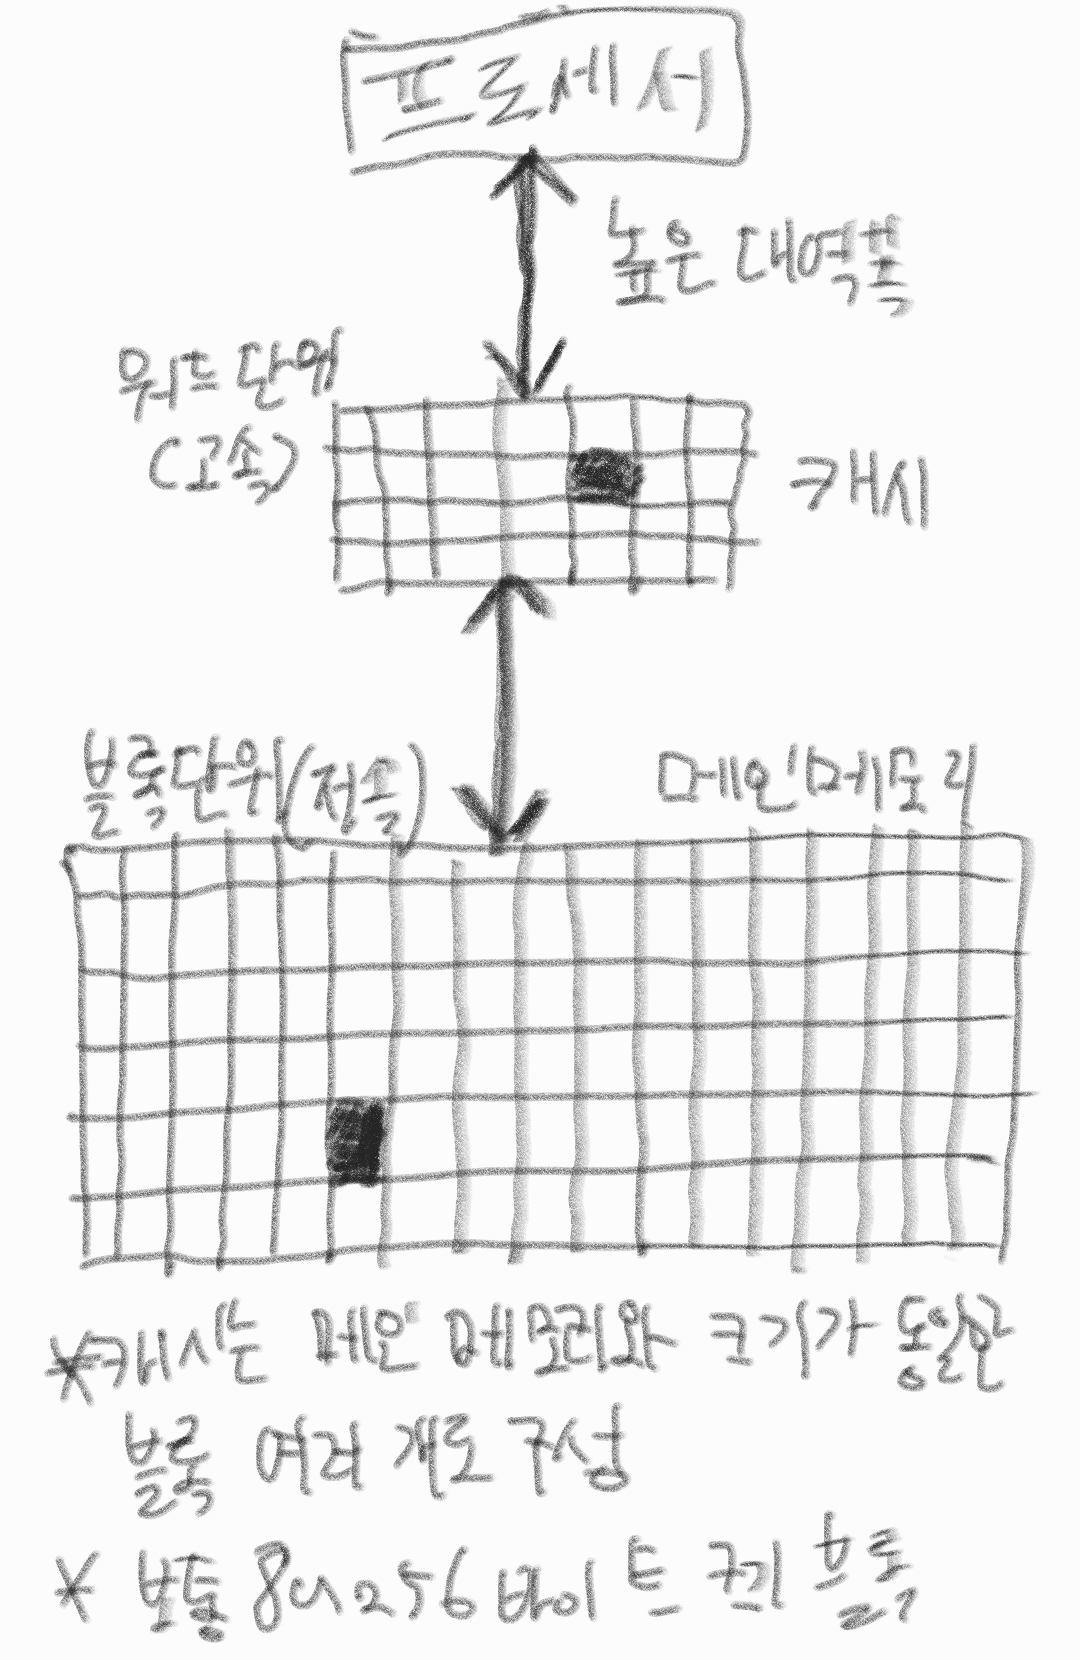 프로세서
높은 대역폭
워드 단위
(고속)
캐시
블록단위(저속)
메인메모리
*캐시는 메인 메모리와 크기가 동일한
블록 여러 개로 구성
* 보통 8~256바이트 크기 블록